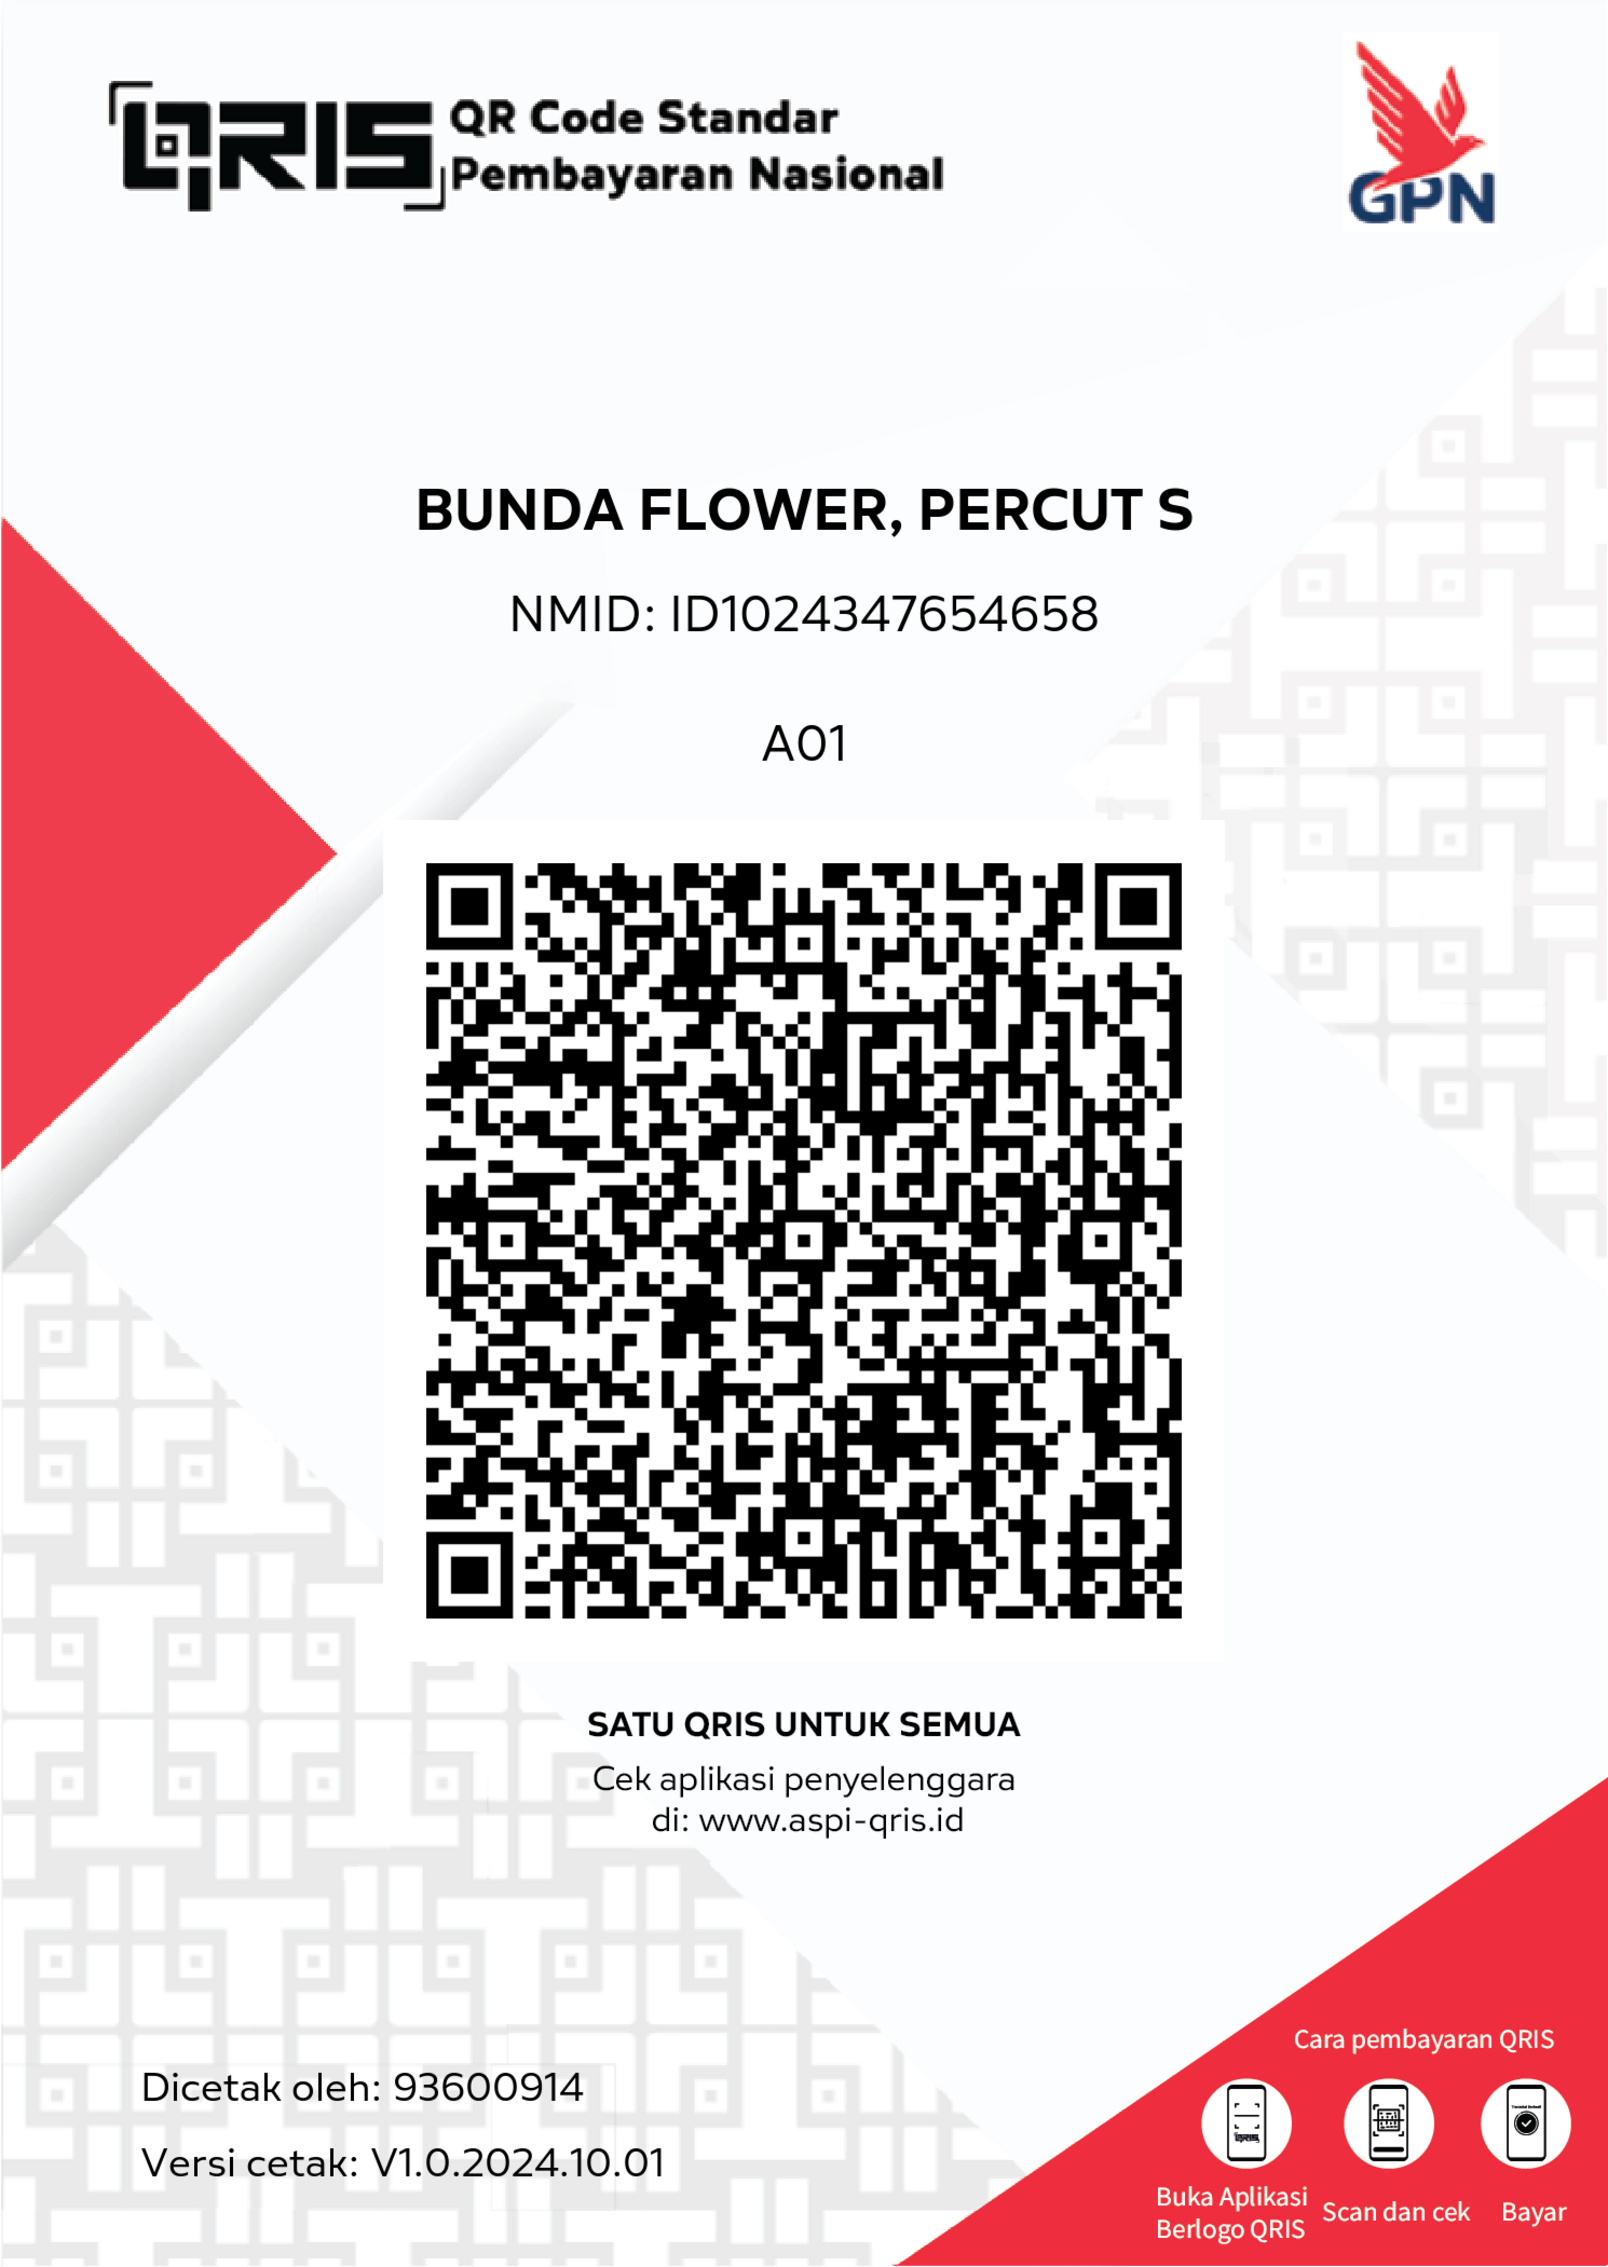 QRIS QR Code Standar
Pembayaran Nasional
GPN
BUNDA FLOWER, PERCUT S
NMID: ID1024347654658
A01
SATU QRIS UNTUK SEMUA
Cek aplikasi penyelenggara
di: www.aspi-qris.id
Dicetak oleh: 93600914
Versi cetak: V1.0.2024.10.01
Cara pembayaran QRIS
Buka Aplikasi
Berlogo QRIS
Scan dan cek
Bayar